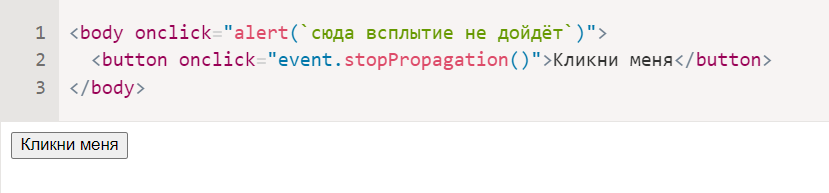 1 <body onclick="alert(`сюда всплытие не дойдёт`)">
2   <button onclick="event.stopPropagation()">Кликни меня</button>
3 </body>
Кликни меня